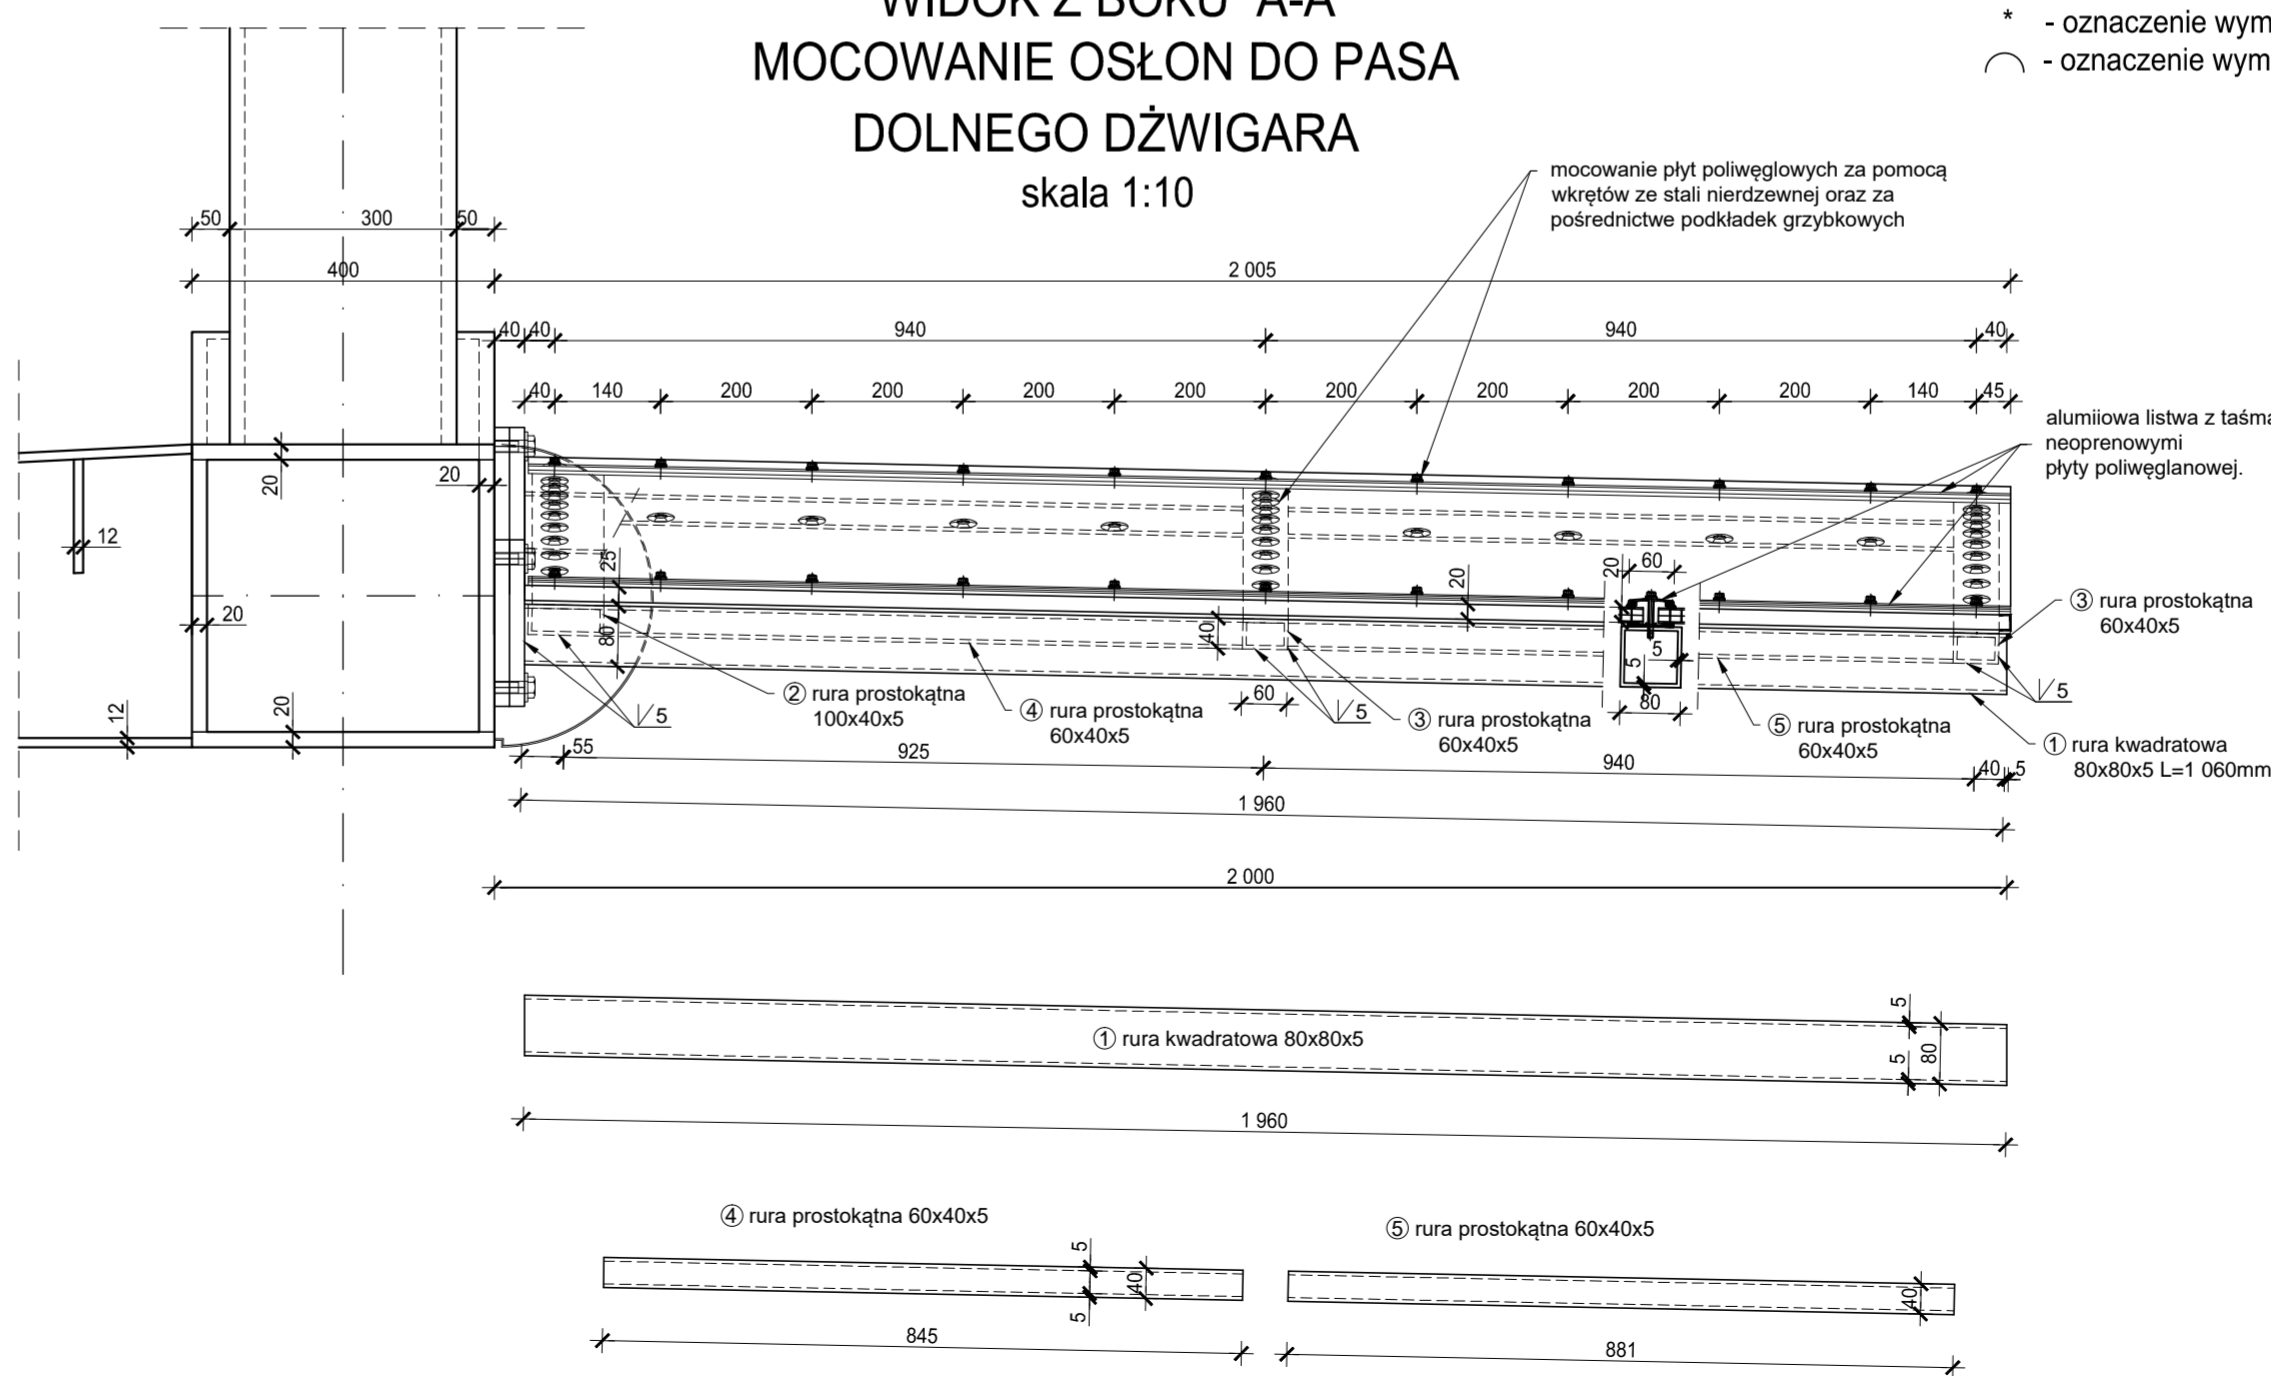 WIDOK Z BOKU "A-A"
MOCOWANIE OSŁON DO PASA
DOLNEGO DŻWIGARA
skala 1:10
* - oznaczenie wym
- oznaczenie wym
mocowanie płyt poliwęglowych za pomocą
wkrętów ze stali nierdzewnej oraz za
pośrednictwe podkładek grzybkowych
50 300 50
400 2 005
40 40 940 940 40
40 140 200 200 200 200 200 200 200 200 140 45
alumiiowa listwa z taśma
neoprenowymi
płyty poliwęglanowej.
20 20
12 25 20 20 60
20 80 40 5 5
③ rura prostokątna
60x40x5
12 20
② rura prostokątna
100x40x5
5
④ rura prostokątna
60x40x5
60
5
③ rura prostokątna
60x40x5
80
⑤ rura prostokątna
60x40x5
5
① rura kwadratowa
80x80x5 L=1 060mm
55 925 940 40 5
1 960
2 000
① rura kwadratowa 80x80x5
5 5 80
1 960
④ rura prostokątna 60x40x5
5 5 40
845
⑤ rura prostokątna 60x40x5
40
881